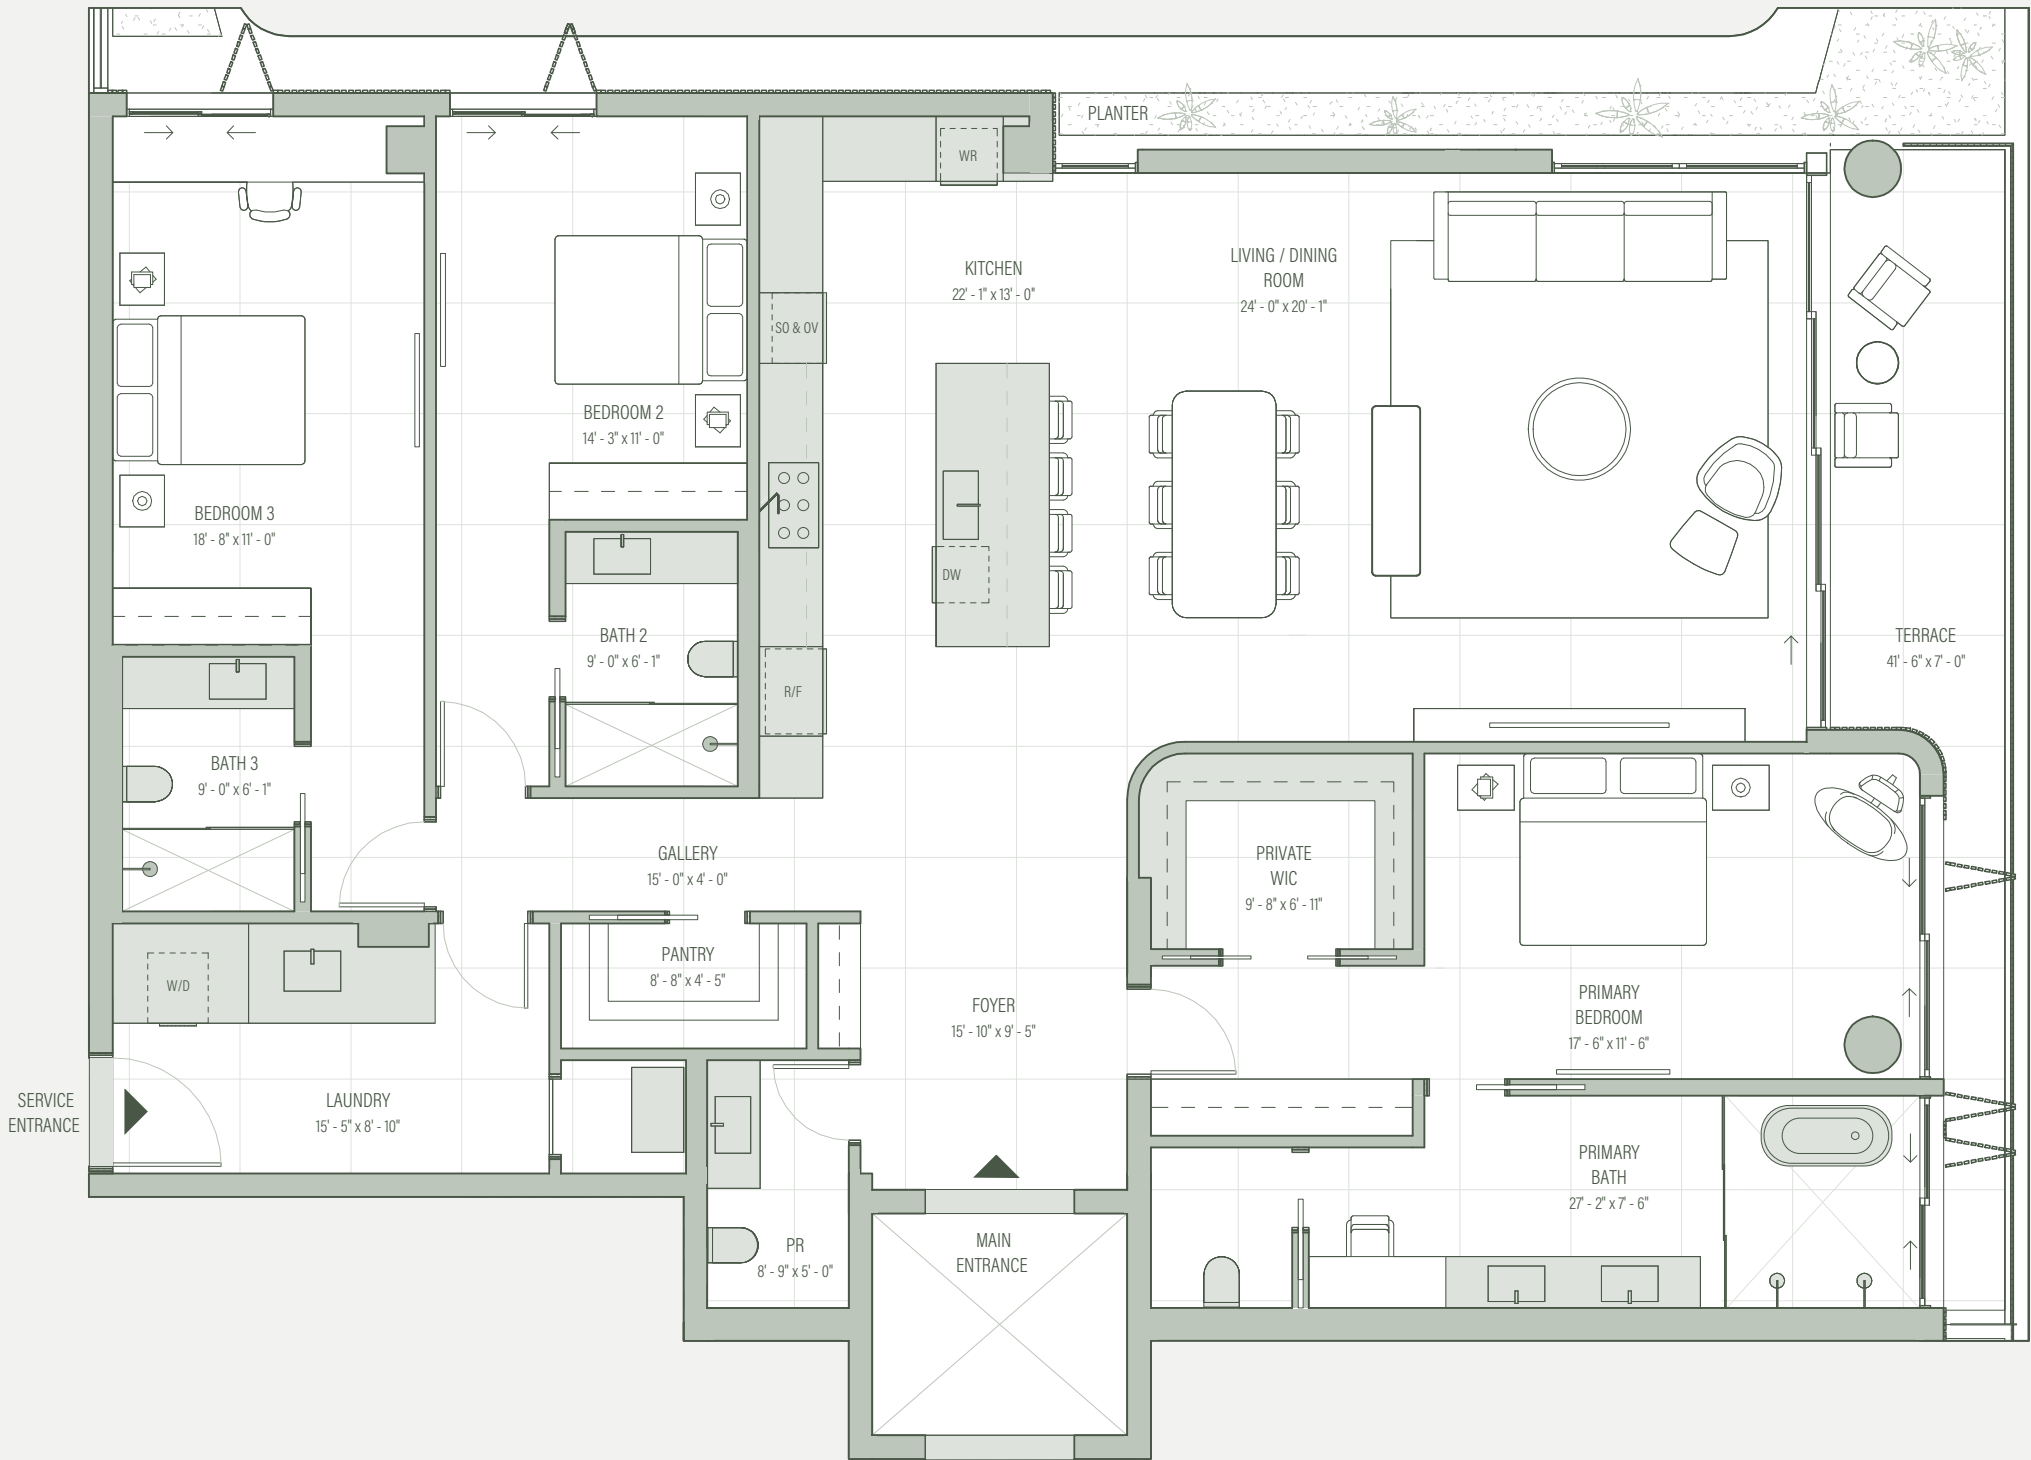 PLANTER
WR
KITCHEN
22' - 1" x 13' - 0"
LIVING / DINING
ROOM
24' - 0" x 20' - 1"
SO & OV
BEDROOM 2
14' - 3" x 11' - 0"
BEDROOM 3
18' - 8" x 11' - 0"
DW
BATH 2
9' - 0" x 6' - 1"
R/F
TERRACE
41' - 6" x 7' - 0"
BATH 3
9' - 0" x 6' - 1"
GALLERY
15' - 0" x 4' - 0"
PRIVATE
WIC
9' - 8" x 6' - 11"
PANTRY
8' - 8" x 4' - 5"
W/D
FOYER
15' - 10" x 9' - 5"
PRIMARY
BEDROOM
17' - 6" x 11' - 6"
SERVICE
ENTRANCE
LAUNDRY
15' - 5" x 8' - 10"
PRIMARY
BATH
27' - 2" x 7' - 6"
PR
8' - 9" x 5' - 0"
MAIN
ENTRANCE